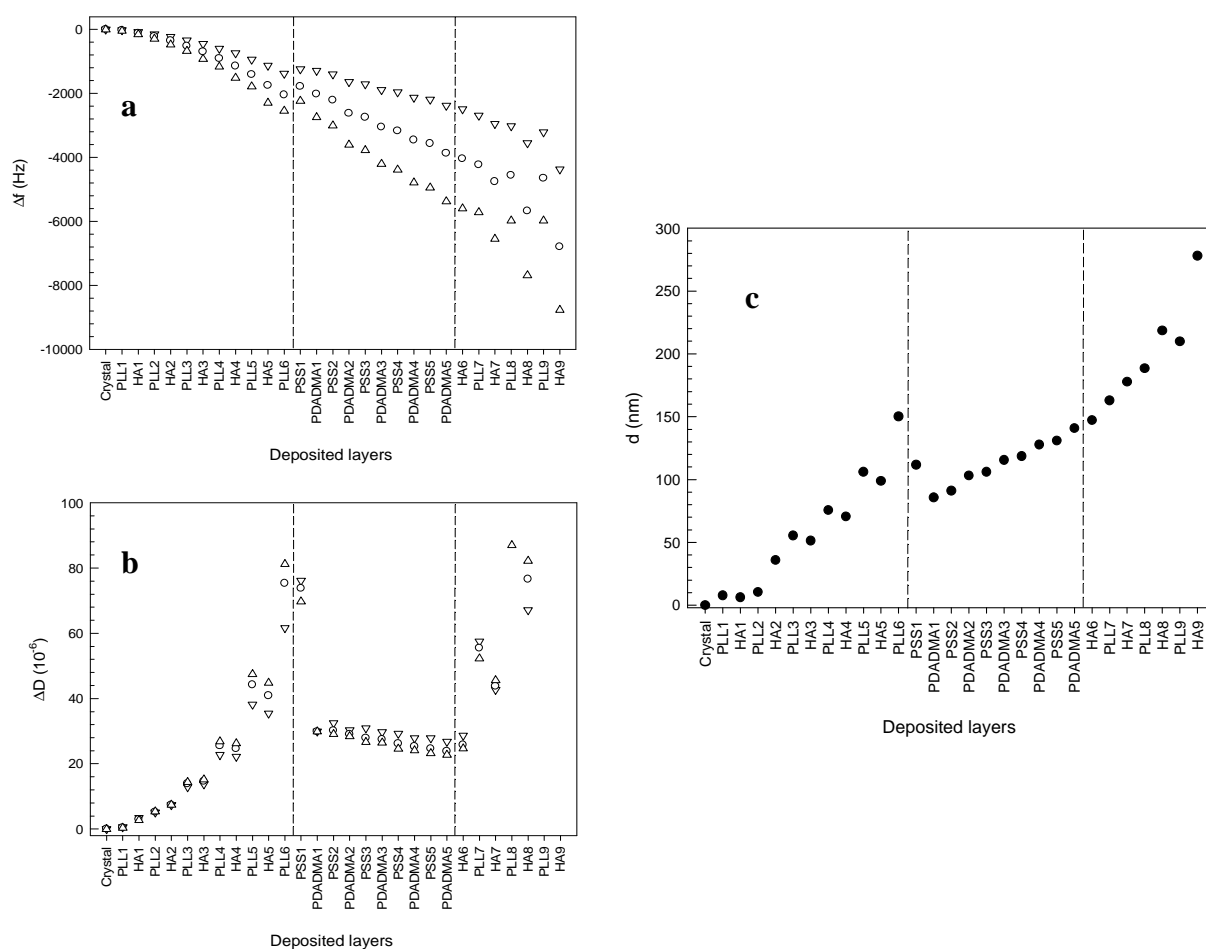 0
-2000
-4000
-6000
-8000
-10000
Δf (Hz)
a
Crystal
PLL1
HA1
PLL2
HA2
PLL3
HA3
PLL4
HA4
PLL5
HA5
PLL6
PSS1
PDADMA1
PSS2
PDADMA2
PSS3
PDADMA3
PSS4
PDADMA4
PSS5
PDADMA5
HA6
PLL7
HA7
PLL8
HA8
PLL9
HA9
Deposited layers
100
80
60
40
20
0
ΔD (10⁻⁶)
b
Crystal
PLL1
HA1
PLL2
HA2
PLL3
HA3
PLL4
HA4
PLL5
HA5
PLL6
PSS1
PDADMA1
PSS2
PDADMA2
PSS3
PDADMA3
PSS4
PDADMA4
PSS5
PDADMA5
HA6
PLL7
HA7
PLL8
HA8
PLL9
HA9
Deposited layers
300
250
200
150
100
50
0
d (nm)
c
Crystal
PLL1
HA1
PLL2
HA2
PLL3
HA3
PLL4
HA4
PLL5
HA5
PLL6
PSS1
PDADMA1
PSS2
PDADMA2
PSS3
PDADMA3
PSS4
PDADMA4
PSS5
PDADMA5
HA6
PLL7
HA7
PLL8
HA8
PLL9
HA9
Deposited layers